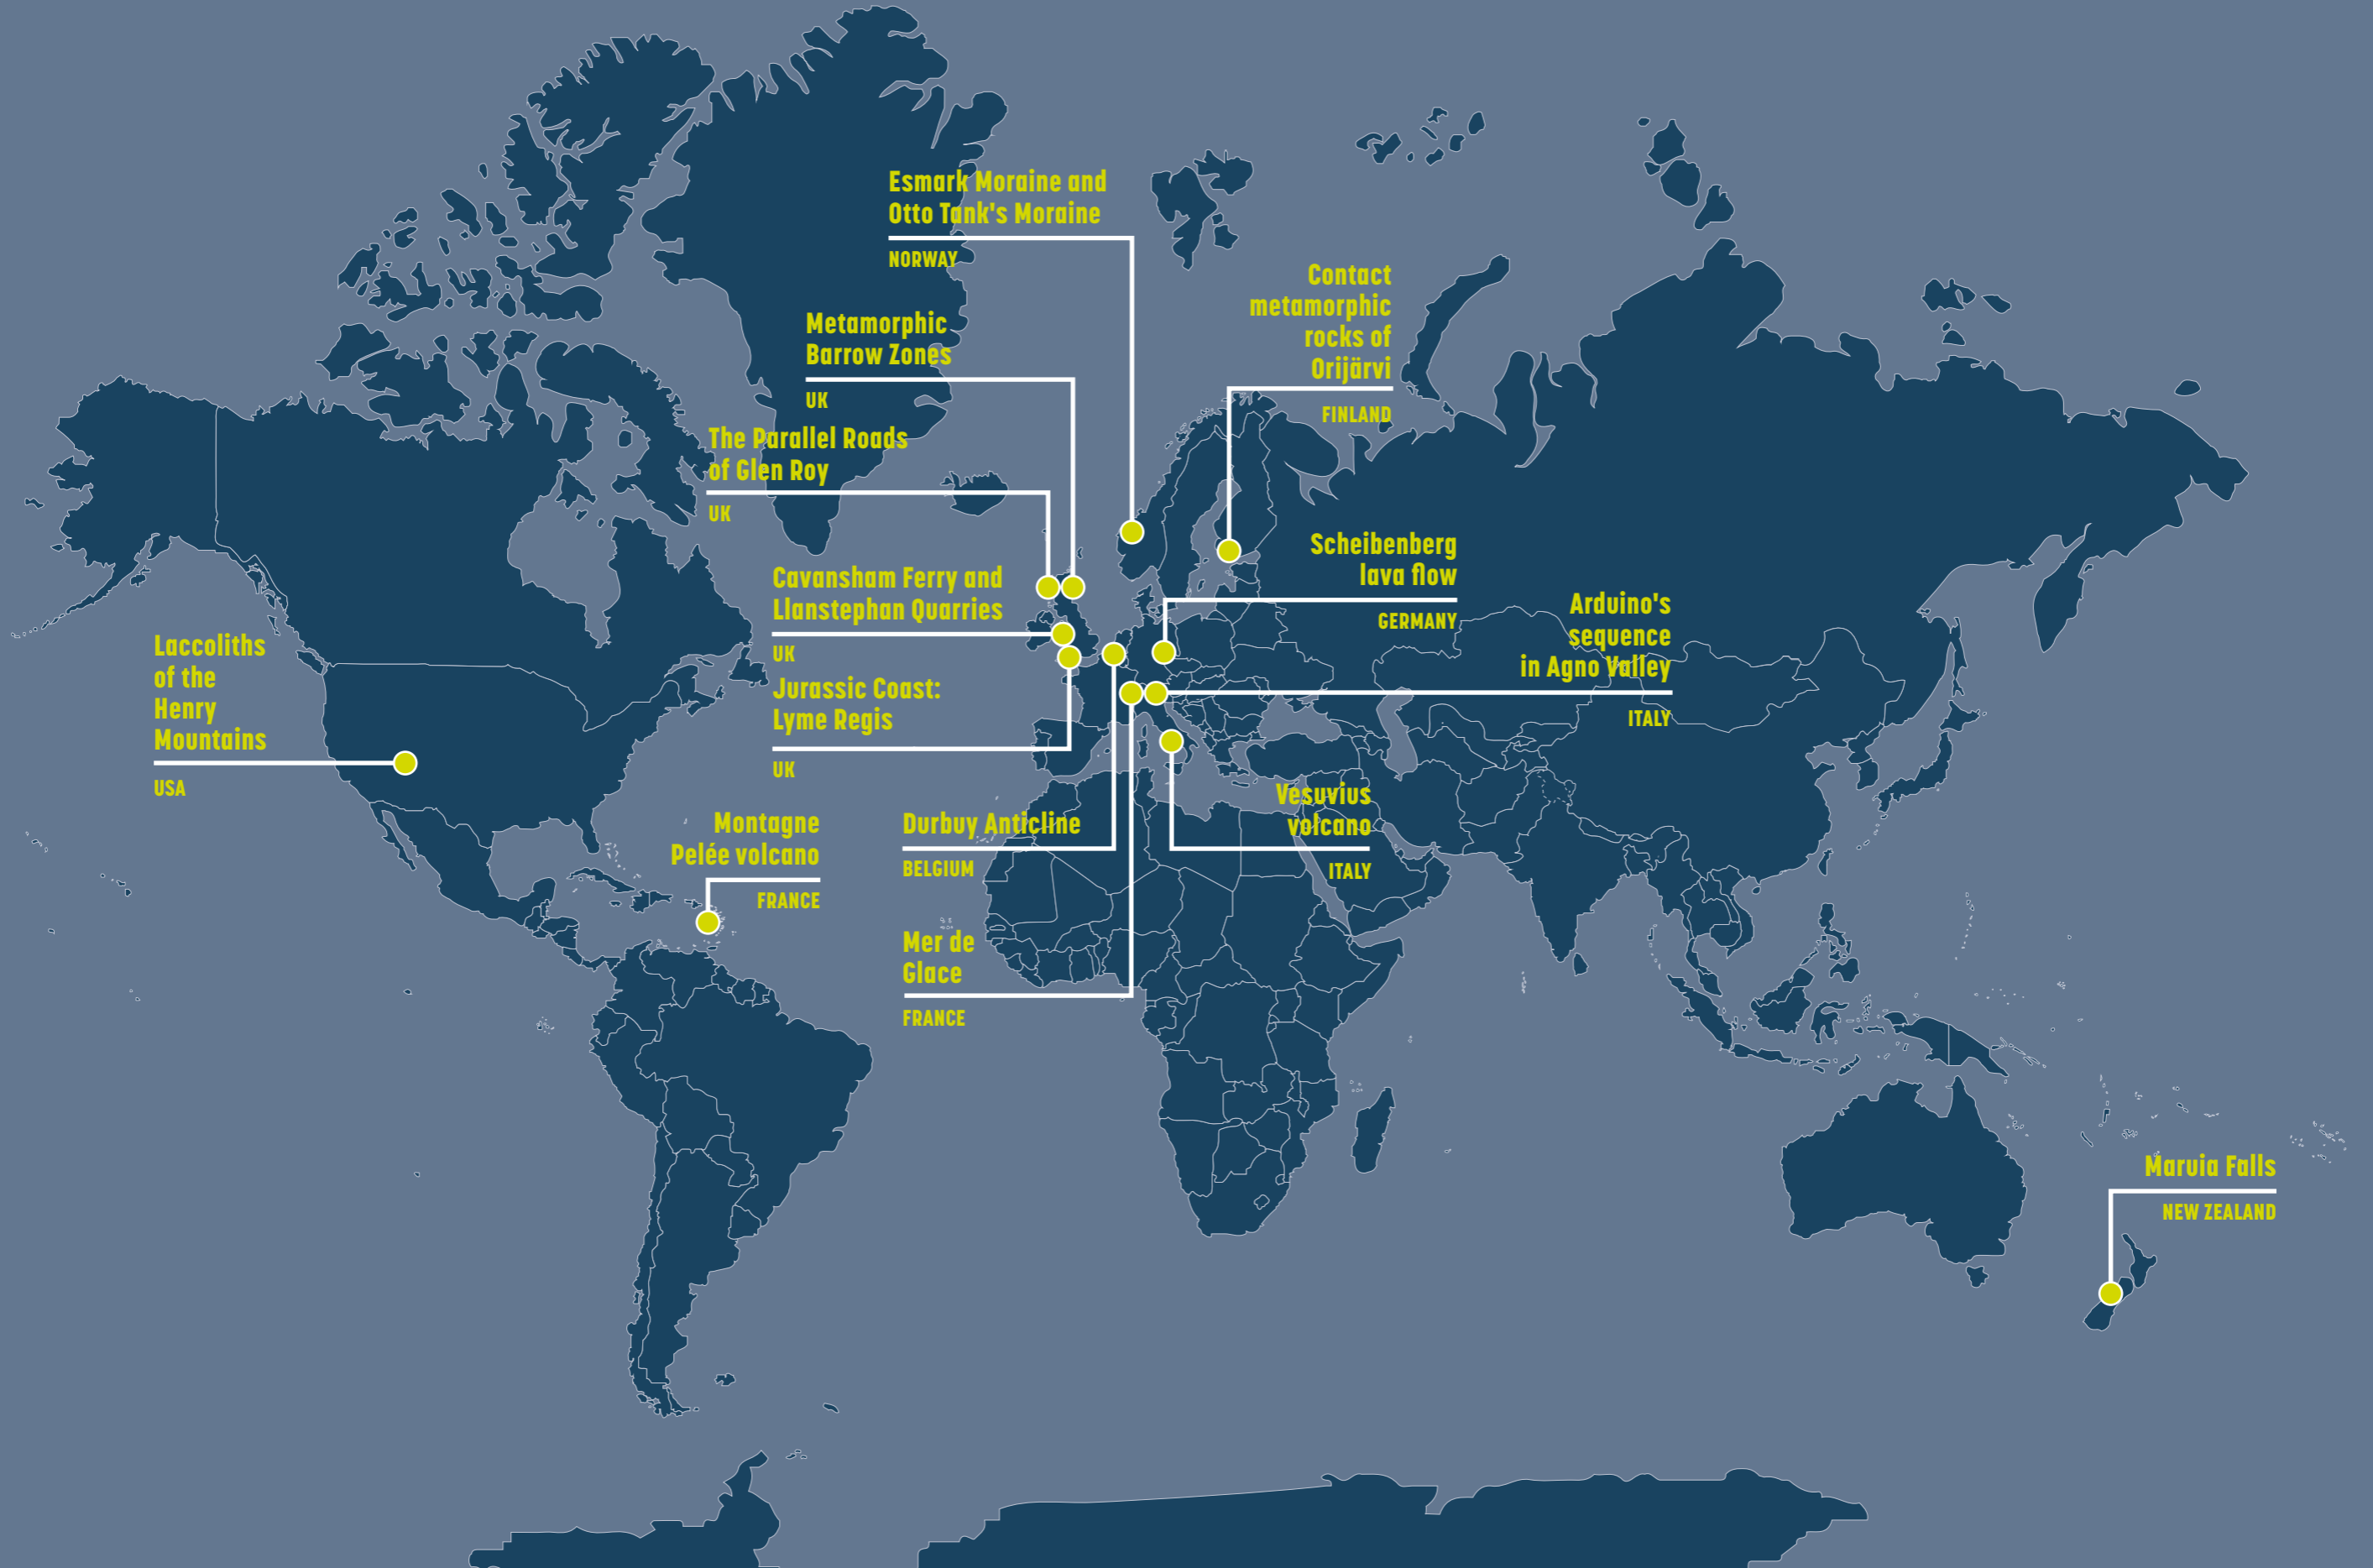 Esmark Moraine and
Otto Tank's Moraine
NORWAY
Contact
metamorphic
rocks of
Orijärvi
FINLAND
Metamorphic
Barrow Zones
UK
The Parallel Roads
of Glen Roy
UK
Scheibenberg
lava flow
GERMANY
Cavansham Ferry and
Llanstephan Quarries
UK
Arduino's
sequence
in Agno Valley
ITALY
Laccoliths
of the
Henry
Mountains
USA
Jurassic Coast:
Lyme Regis
UK
Vesuvius
volcano
ITALY
Montagne
Pelée volcano
FRANCE
Durbuy Anticline
BELGIUM
Mer de
Glace
FRANCE
Maruia Falls
NEW ZEALAND